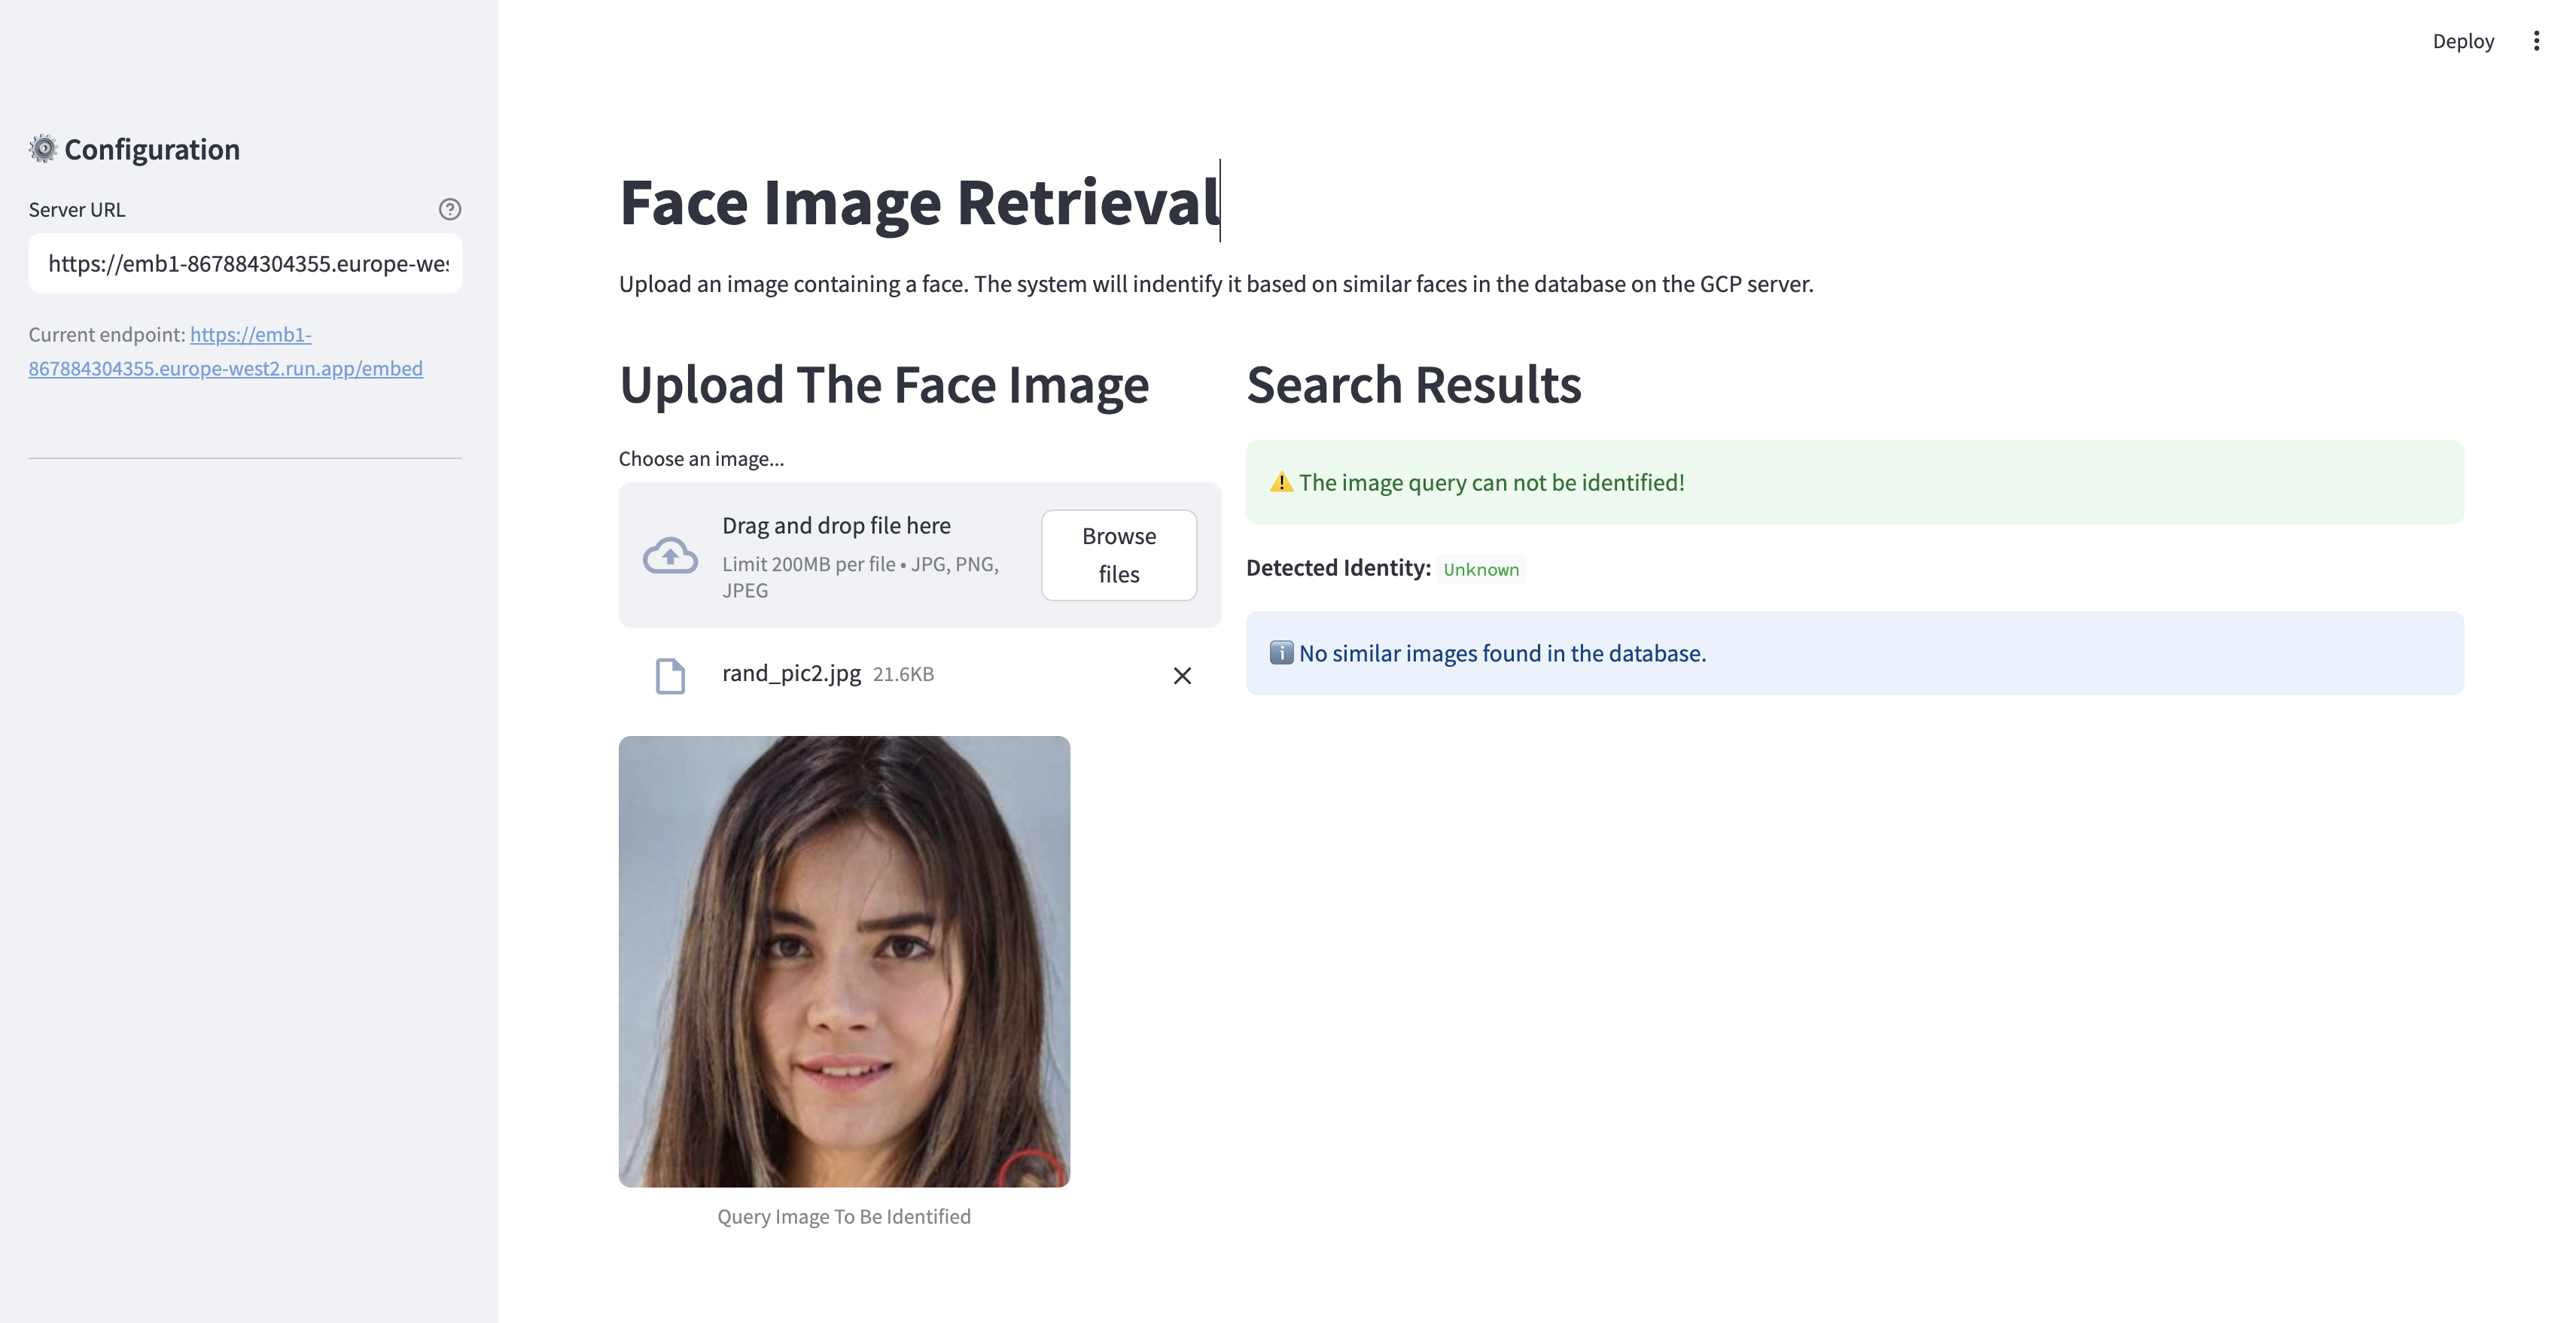 Deploy
Configuration
Server URL
https://emb1-867884304355.europe-wes
Current endpoint: https://emb1-
867884304355.europe-west2.run.app/embed
Face Image Retrieval
Upload an image containing a face. The system will indentify it based on similar faces in the database on the GCP server.
Upload The Face Image
Choose an image...
Drag and drop file here
Limit 200MB per file • JPG, PNG,
JPEG
Browse
files
rand_pic2.jpg 21.6KB
Query Image To Be Identified
Search Results
The image query can not be identified!
Detected Identity: Unknown
No similar images found in the database.